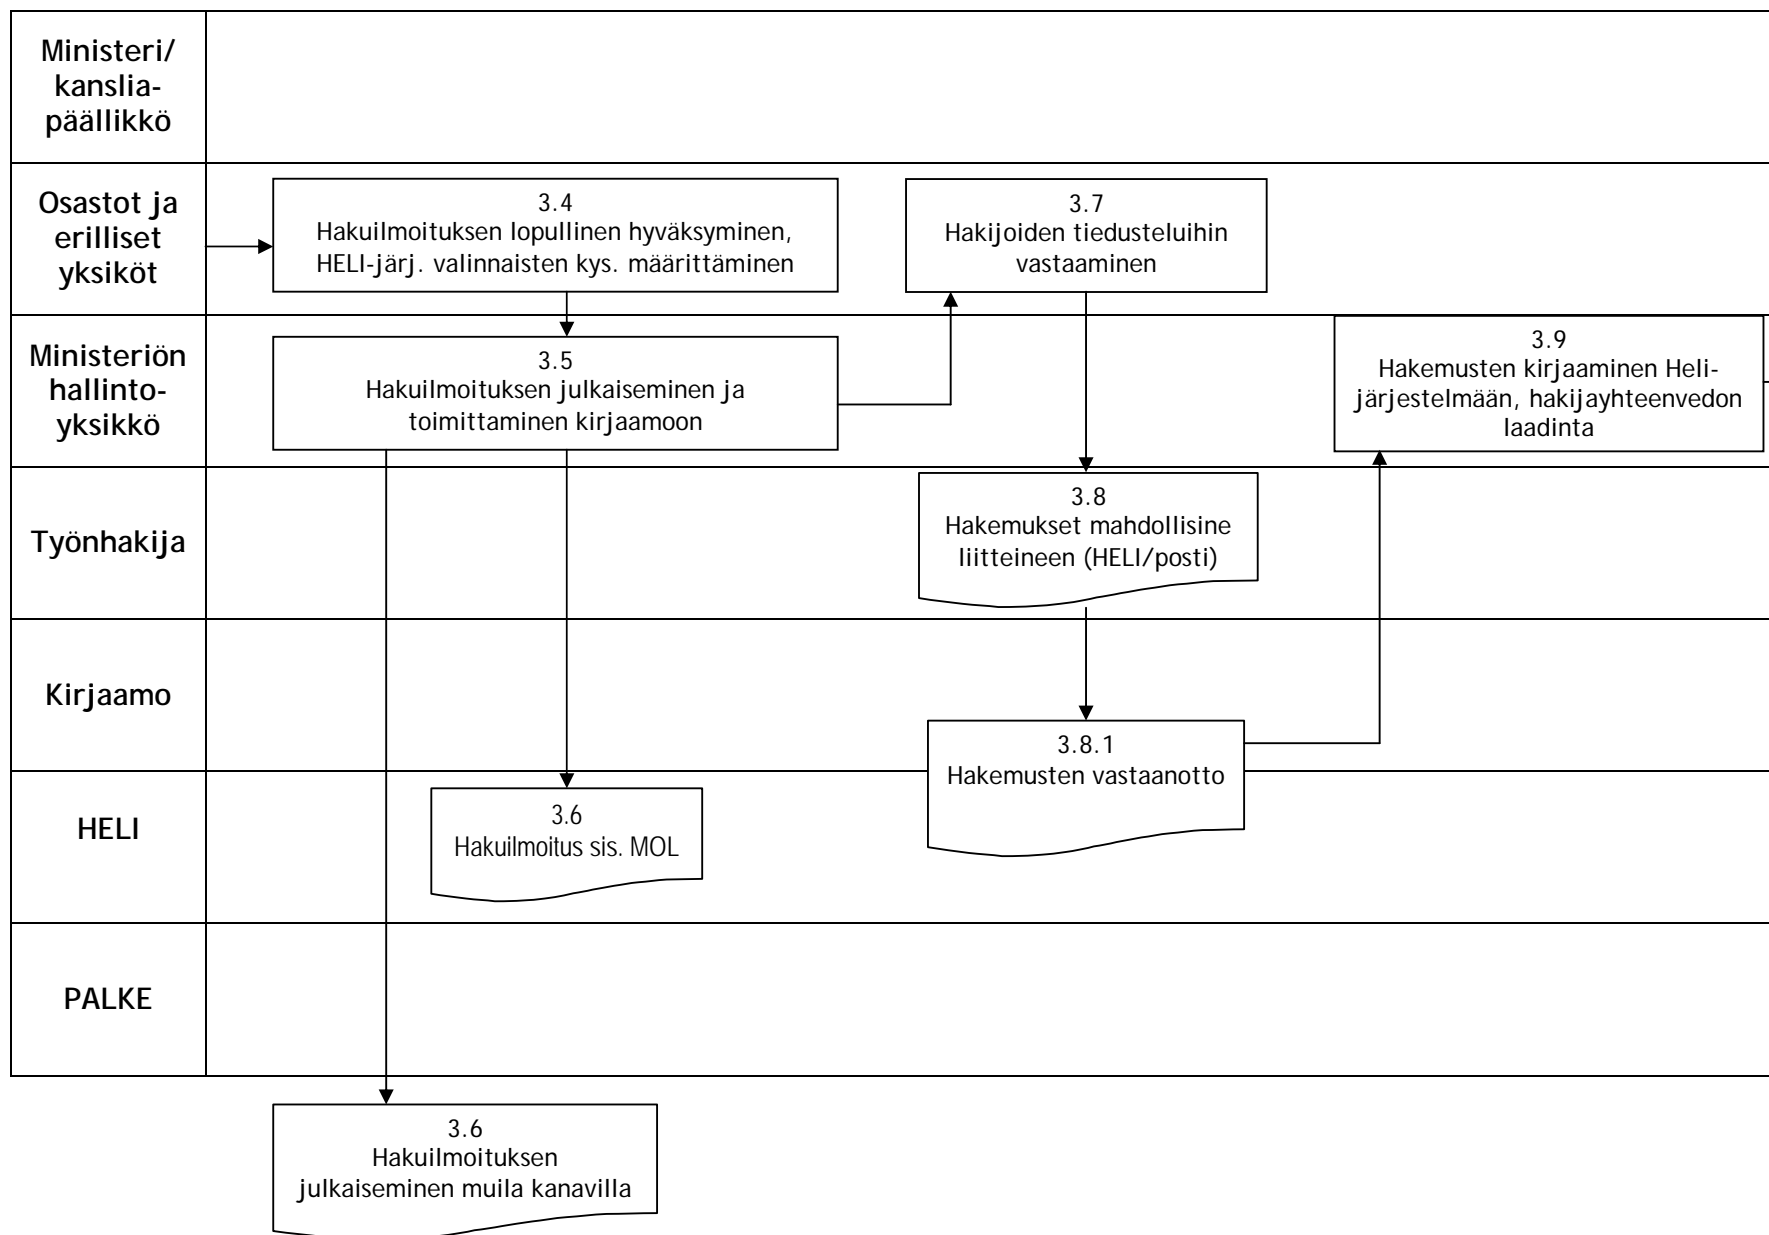 Ministeri/
kanslia-
päällikkö
Osastot ja
erilliset
yksiköt
3.4
Hakuilmoituksen lopullinen hyväksyminen,
HELI-järj. valinnaisten kys. määrittäminen
3.7
Hakijoiden tiedusteluihin
vastaaminen
Ministeriön
hallinto-
yksikkö
3.5
Hakuilmoituksen julkaiseminen ja
toimittaminen kirjaamoon
3.9
Hakemusten kirjaaminen Heli-
järjestelmään, hakijayhteenvedon
laadinta
Työnhakija
3.8
Hakemukset mahdollisine
liitteineen (HELI/posti)
Kirjaamo
3.8.1
Hakemusten vastaanotto
HELI
3.6
Hakuilmoitus sis. MOL
PALKE
3.6
Hakuilmoituksen
julkaiseminen muila kanavilla